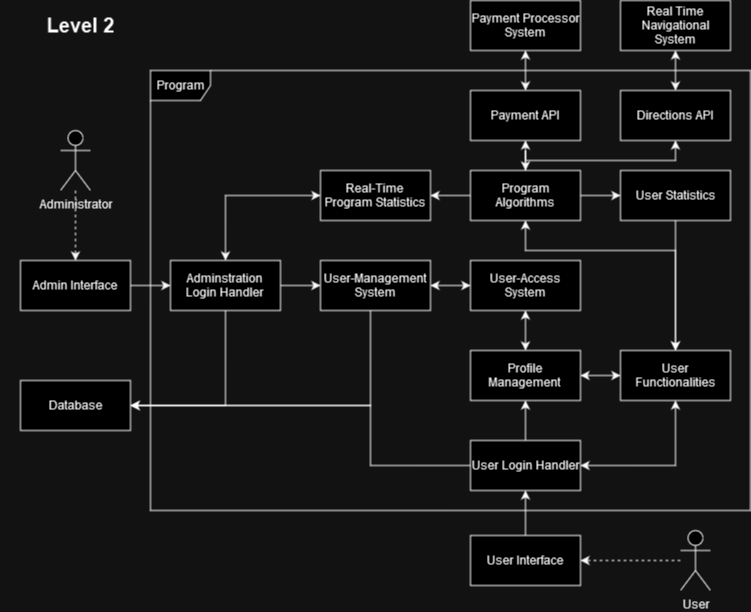 Level 2
Payment Processor
System
Real Time
Navigational
System
Program
Payment API
Directions API
Administrator
Real-Time
Program Statistics
Program
Algorithms
User Statistics
Admin Interface
Adminstration
Login Handler
User-Management
System
User-Access
System
Profile
Management
User
Functionalities
Database
User Login Handler
User Interface
User